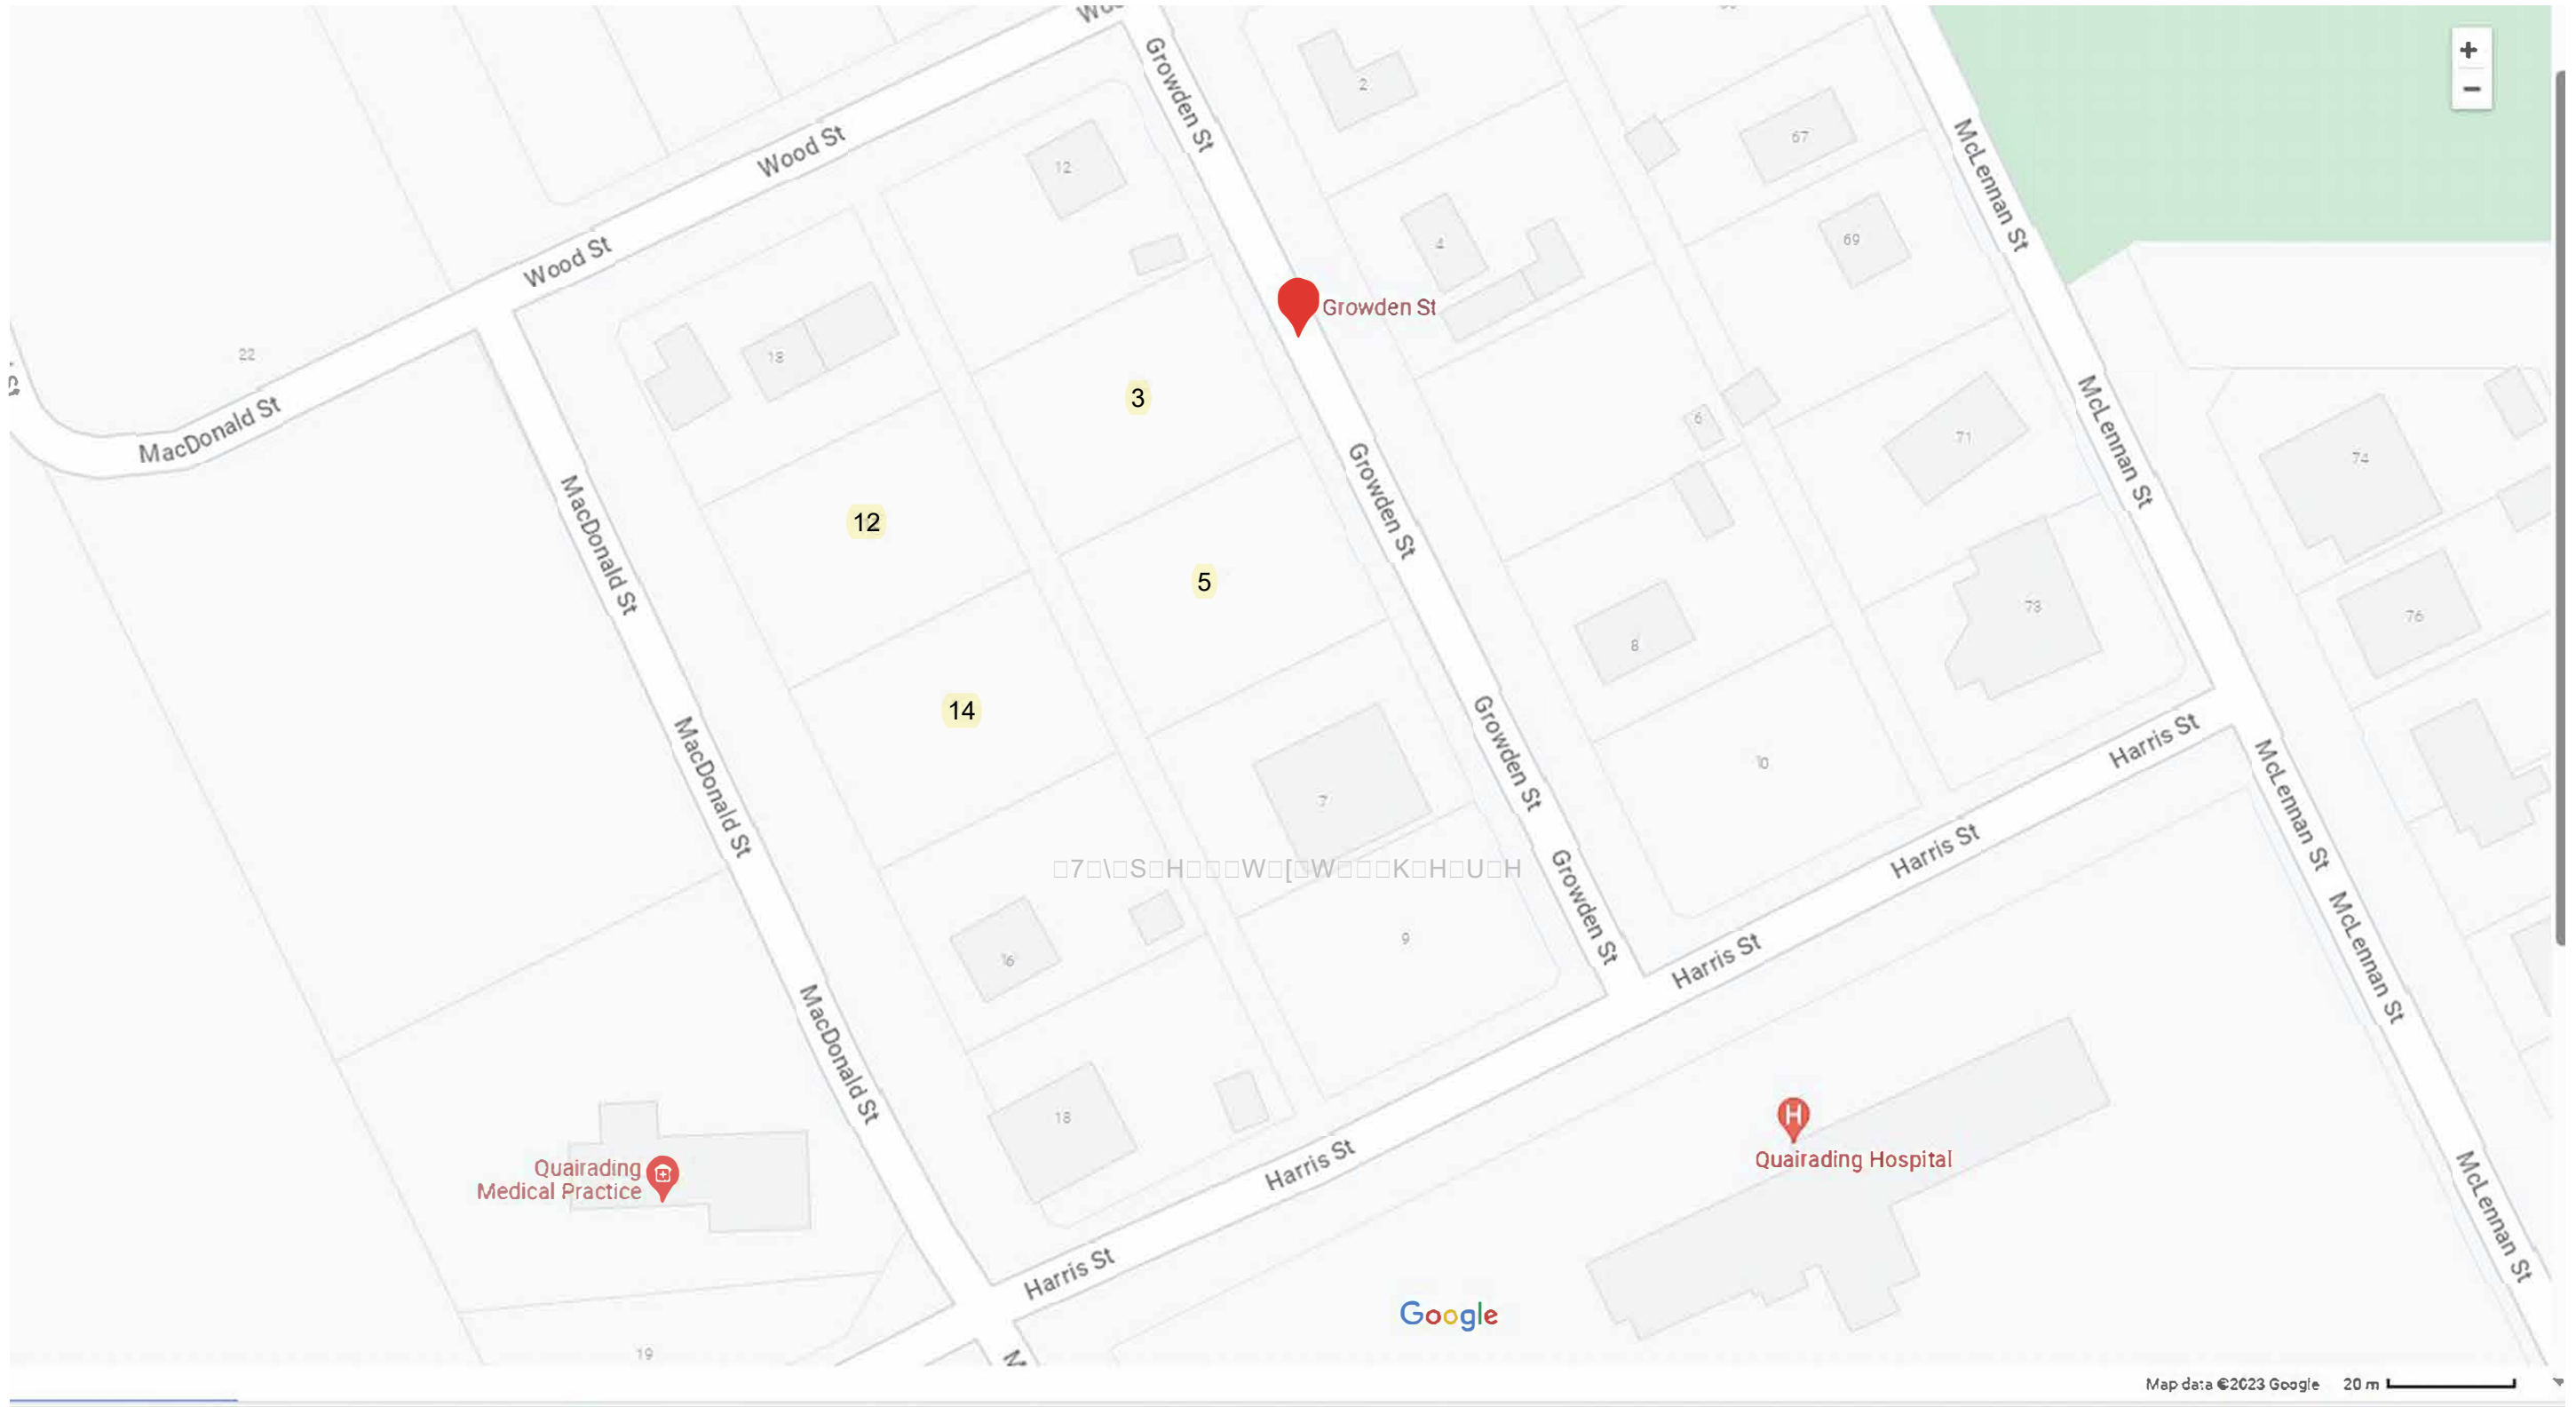 Wood St
Growden St
2
12
67
McLennan St
Wood St
4
69
Growden St
22
18
3
MacDonald St
6
71
McLennan St
74
Growden St
12
MacDonald St
5
8
73
76
14
MacDonald St
Growden St
7
10
Harris St
McLennan St
Harris St
Growden St
16
9
Harris St
McLennan St
MacDonald St
18
Harris St
Quairading
Medical Practice
H
Quairading Hospital
McLennan St
Harris St
Google
19
Map data ©2023 Google
20 m